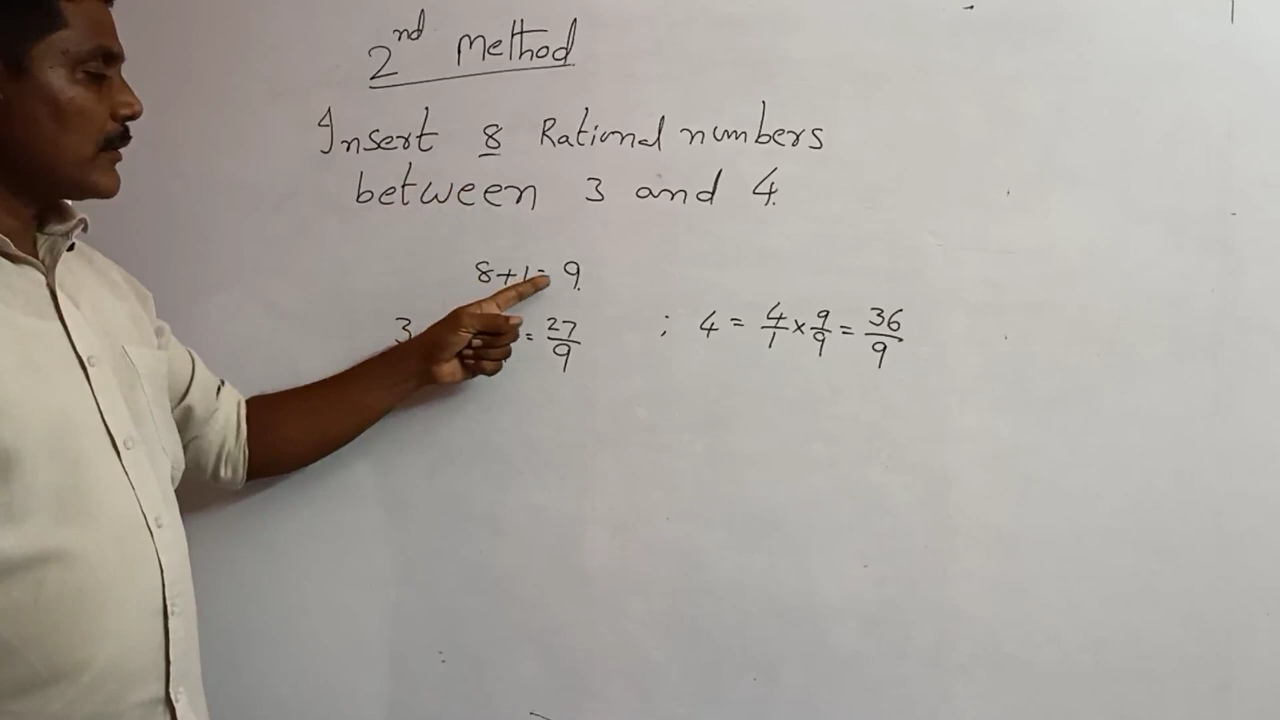 2nd Method
Insert 8 Rational numbers
between 3 and 4.
8+1= 9.
3 = 27/9 ; 4 = 4/1 × 9/9 = 36/9